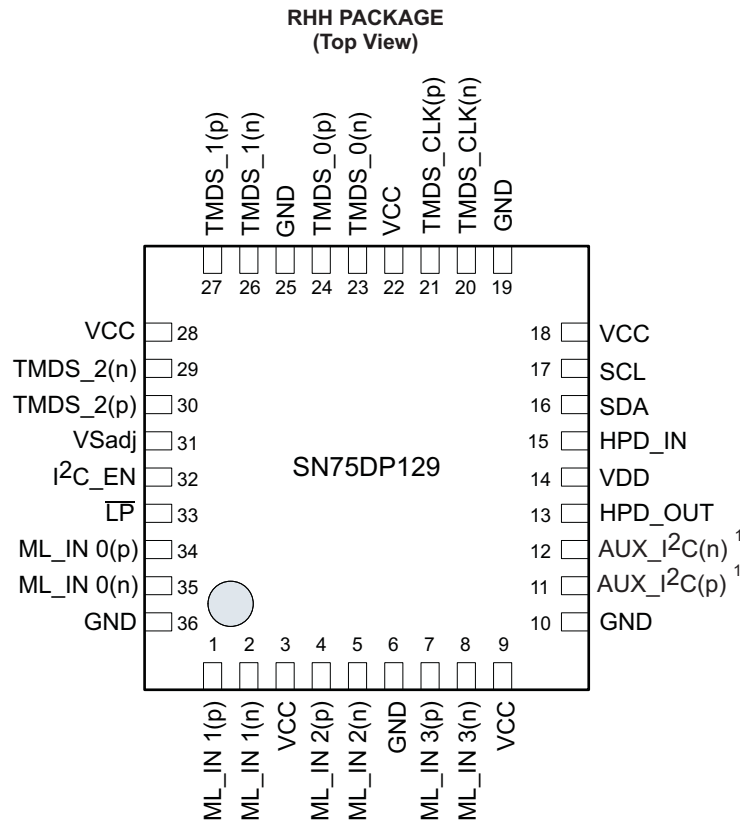 RHH PACKAGE
(Top View)
TMDS_1(p)
TMDS_1(n)
GND
TMDS_0(p)
TMDS_0(n)
VCC
TMDS_CLK(p)
TMDS_CLK(n)
GND
27 26 25 24 23 22 21 20 19
VCC 28
TMDS_2(n) 29
TMDS_2(p) 30
VSadj 31
I²C_EN 32
L̅P̅ 33
ML_IN 0(p) 34
ML_IN 0(n) 35
GND 36
SN75DP129
18 VCC
17 SCL
16 SDA
15 HPD_IN
14 VDD
13 HPD_OUT
12 AUX_I²C(n) ¹
11 AUX_I²C(p) ¹
10 GND
1 2 3 4 5 6 7 8 9
ML_IN 1(p)
ML_IN 1(n)
VCC
ML_IN 2(p)
ML_IN 2(n)
GND
ML_IN 3(p)
ML_IN 3(n)
VCC